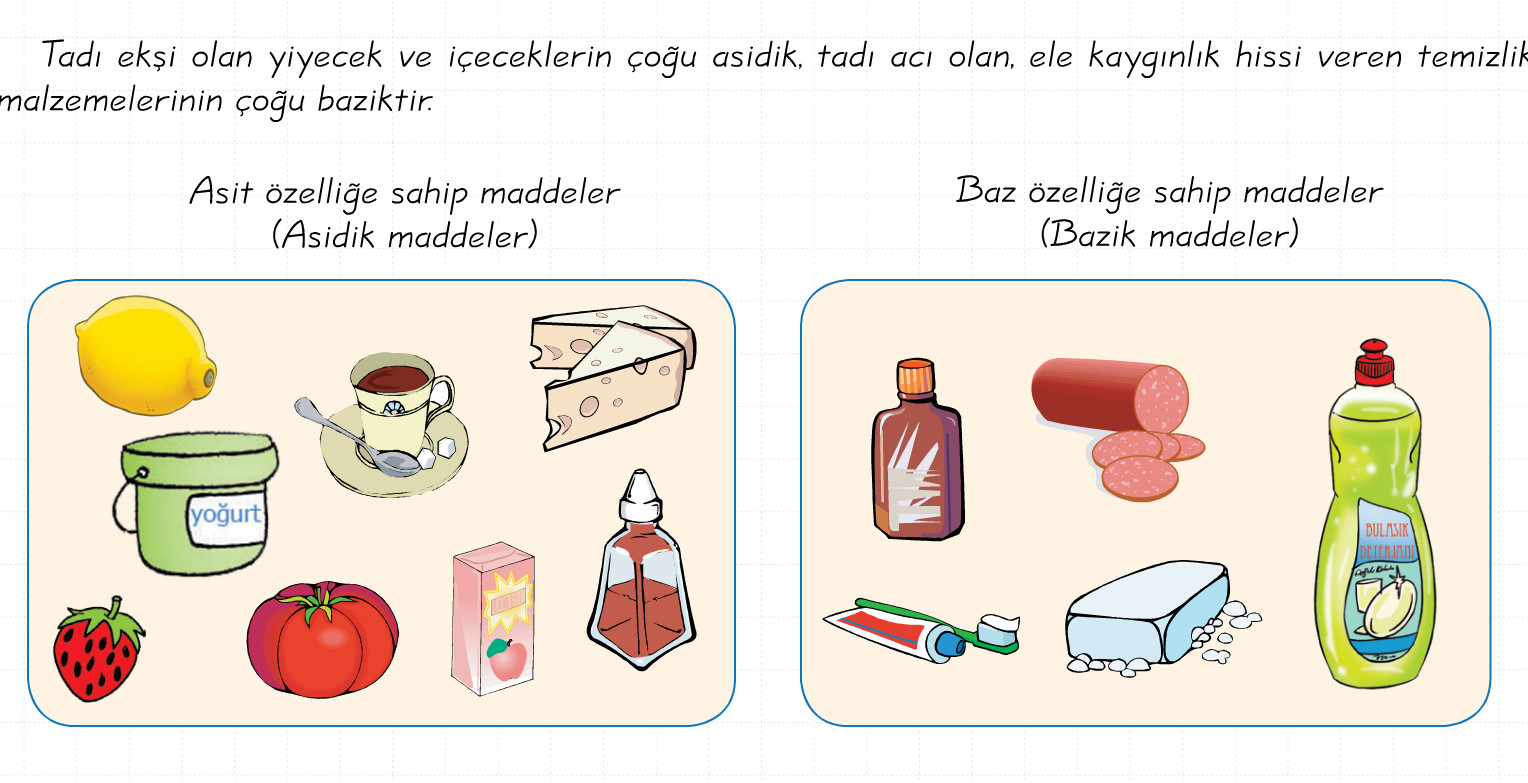 Tadı ekşi olan yiyecek ve içeceklerin çoğu asidik, tadı acı olan, ele kaygınlık hissi veren temizlik
malzemelerinin çoğu baziktir.
Asit özelliğe sahip maddeler
(Asidik maddeler)
Baz özelliğe sahip maddeler
(Bazik maddeler)
yoğurt
BULAŞIK
DETERJANI